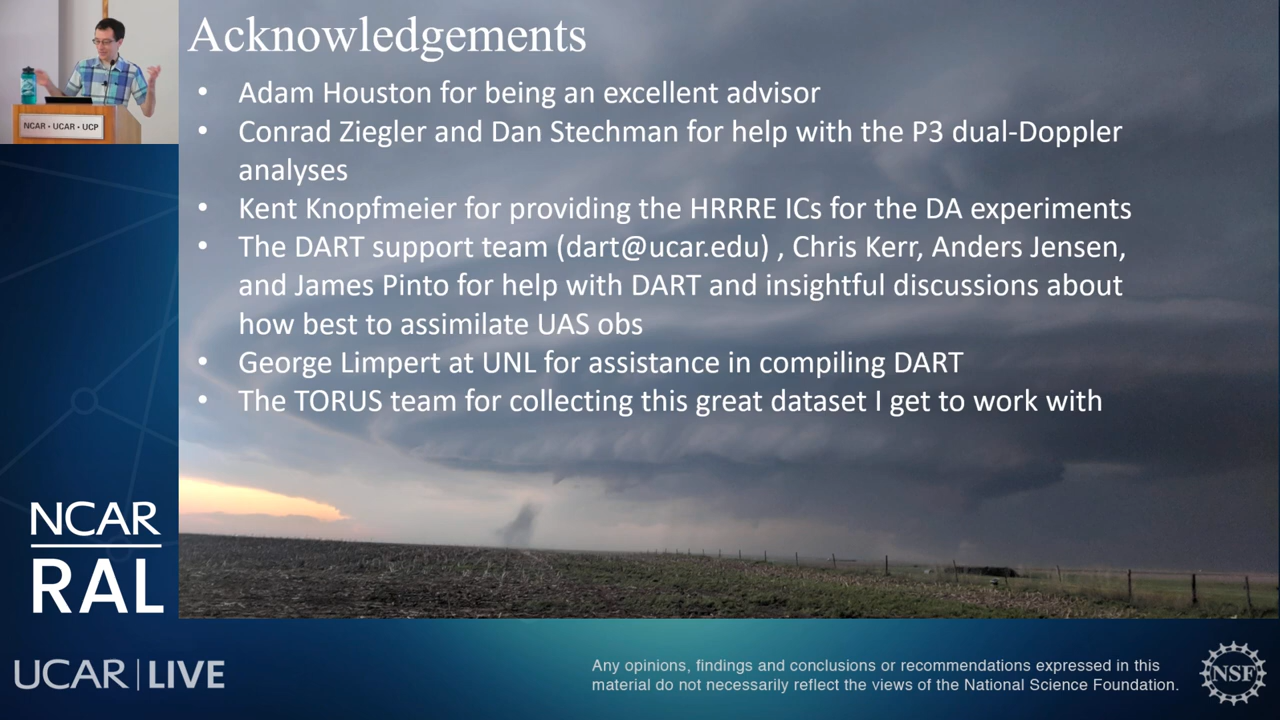 Acknowledgements
• Adam Houston for being an excellent advisor
• Conrad Ziegler and Dan Stechman for help with the P3 dual-Doppler
analyses
• Kent Knopfmeier for providing the HRRRE ICs for the DA experiments
• The DART support team (dart@ucar.edu) , Chris Kerr, Anders Jensen,
and James Pinto for help with DART and insightful discussions about
how best to assimilate UAS obs
• George Limpert at UNL for assistance in compiling DART
• The TORUS team for collecting this great dataset I get to work with
NCAR • UCAR • UCP
NCAR
RAL
UCAR | LIVE
Any opinions, findings and conclusions or recommendations expressed in this
material do not necessarily reflect the views of the National Science Foundation.
NSF